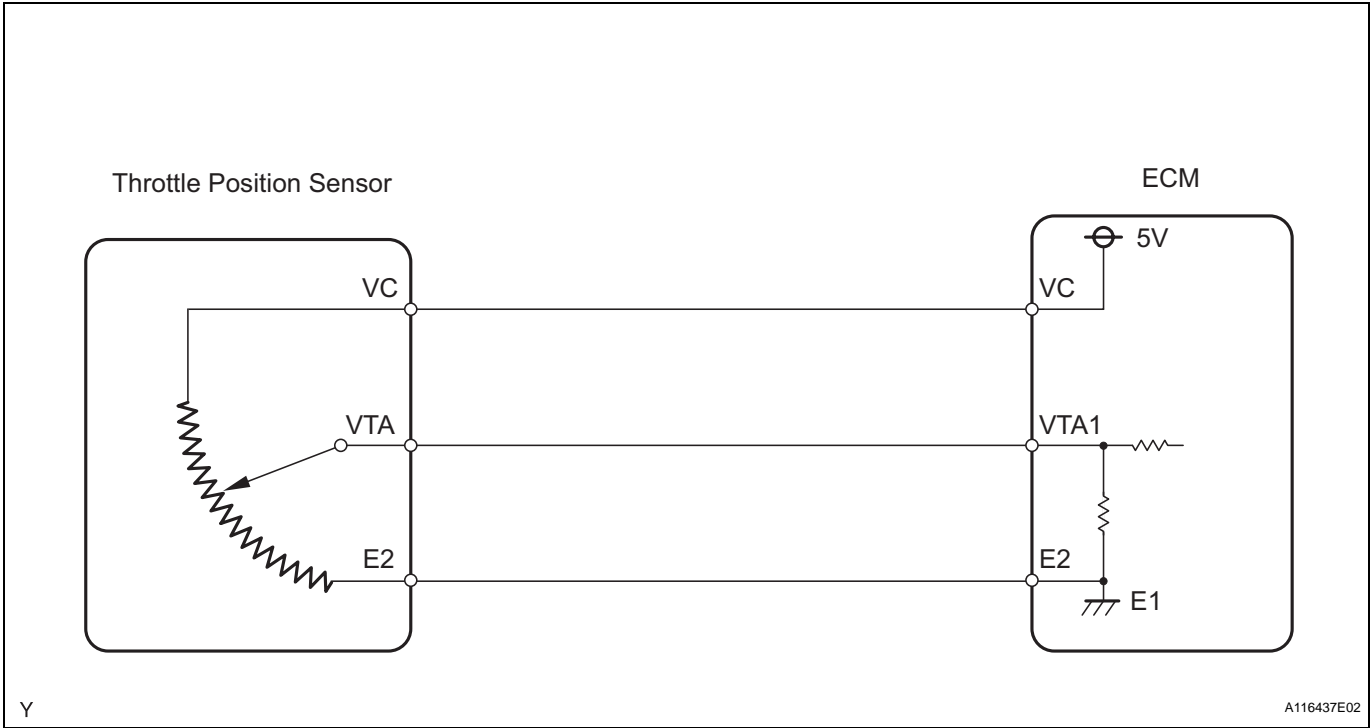 Throttle Position Sensor
ECM
5V
VC
VC
VTA
VTA1
E2
E2
E1
Y
A116437E02